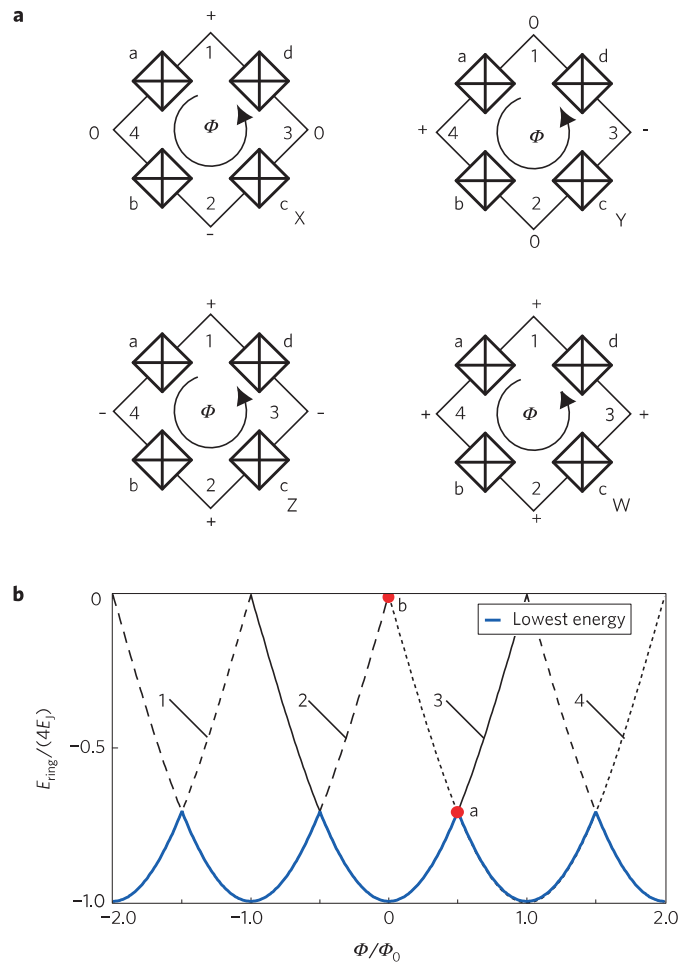 a
+
a
1
d
0
4
Φ
3
0
b
2
c
X
-
0
a
1
d
+
4
Φ
3
-
b
2
c
Y
0
+
a
1
d
-
4
Φ
3
-
b
2
c
Z
+
+
a
1
d
+
4
Φ
3
+
b
2
c
W
+
b
0
b
Lowest energy
1
2
3
4
-0.5
a
-1.0
E_ring/(4E_J)
-2.0 -1.0 0 1.0 2.0
Φ/Φ_0